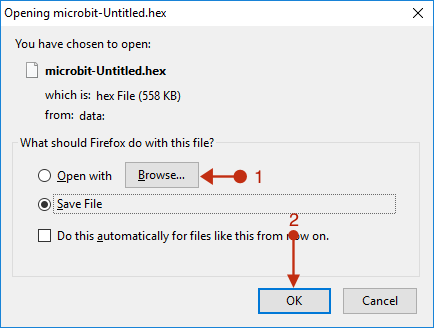 Opening microbit-Untitled.hex
You have chosen to open:
microbit-Untitled.hex
which is: hex File (558 KB)
from: data:
What should Firefox do with this file?
Open with Browse... 1
Save File
2
Do this automatically for files like this from now on.
OK Cancel